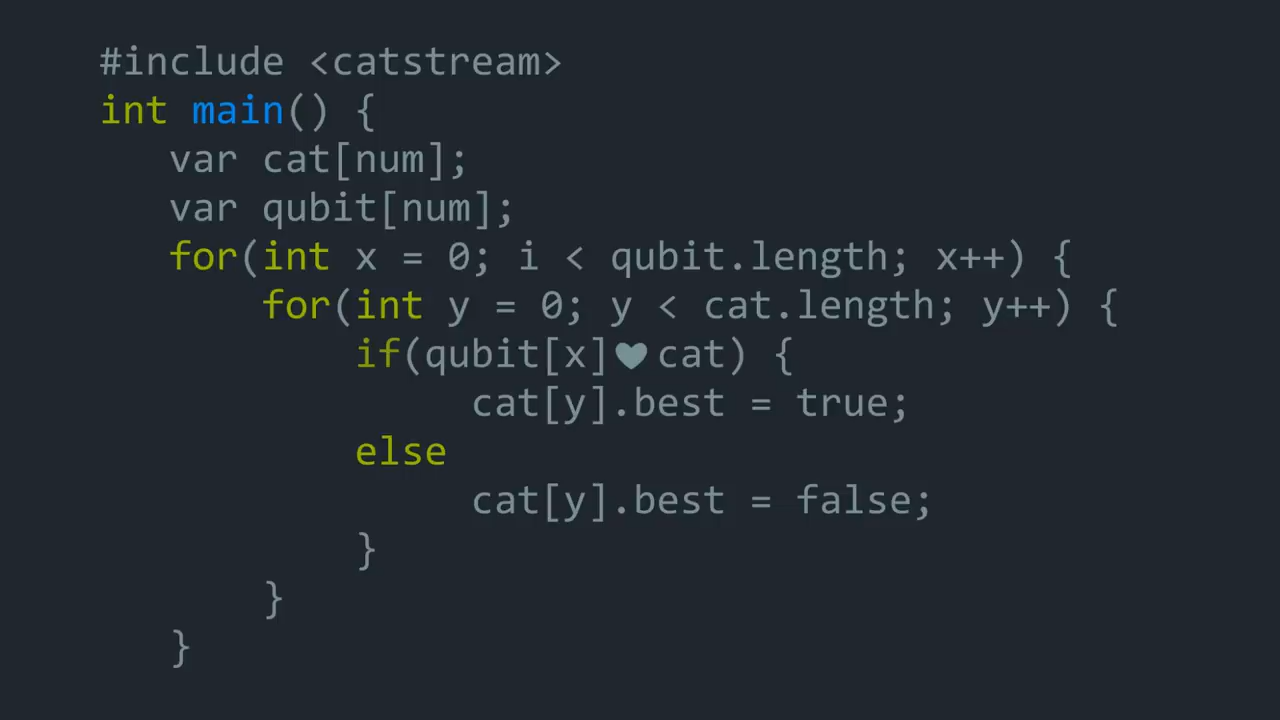 #include <catstream>
int main() {
var cat[num];
var qubit[num];
for(int x = 0; i < qubit.length; x++) {
for(int y = 0; y < cat.length; y++) {
if(qubit[x]♥cat) {
cat[y].best = true;
else
cat[y].best = false;
}
}
}